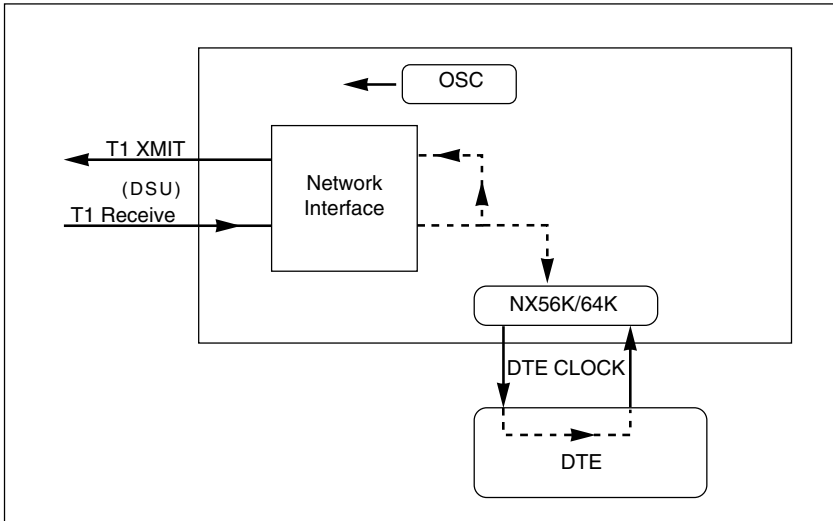 OSC
T1 XMIT
(DSU)
T1 Receive
Network
Interface
NX56K/64K
DTE CLOCK
DTE